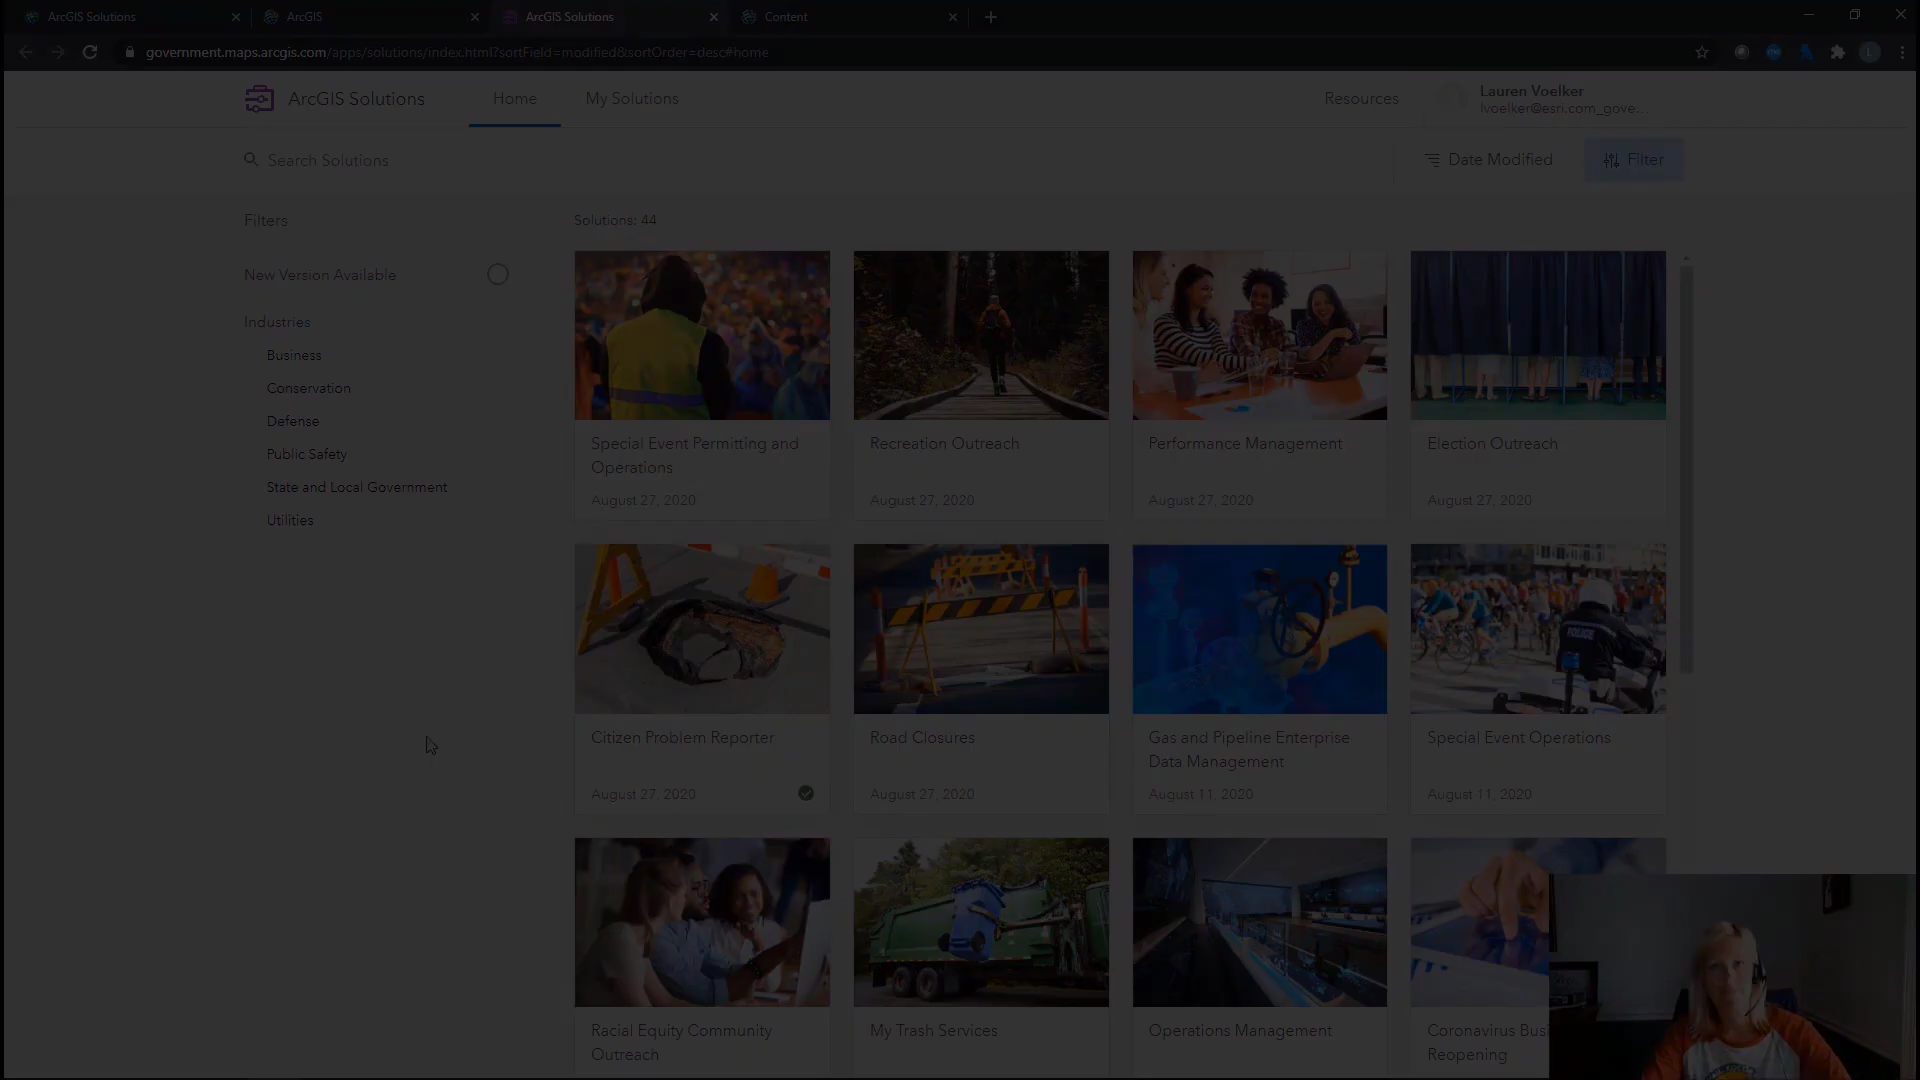 ArcGIS Solutions
ArcGIS
ArcGIS Solutions
Content
government.maps.arcgis.com/apps/solutions/index.html?sortField=modified&sortOrder=desc#home
L
ArcGIS Solutions
Home
My Solutions
Resources
Lauren Voelker
lvoelker@esri.com_gove...
Search Solutions
Date Modified
Filter
Filters
Solutions: 44
New Version Available
Industries
Business
Conservation
Defense
Public Safety
State and Local Government
Utilities
Special Event Permitting and
Operations
August 27, 2020
Recreation Outreach
August 27, 2020
Performance Management
August 27, 2020
Election Outreach
August 27, 2020
POLICE
Citizen Problem Reporter
August 27, 2020
Road Closures
August 27, 2020
Gas and Pipeline Enterprise
Data Management
August 11, 2020
Special Event Operations
August 11, 2020
Racial Equity Community
Outreach
My Trash Services
Operations Management
Coronavirus Busi
Reopening